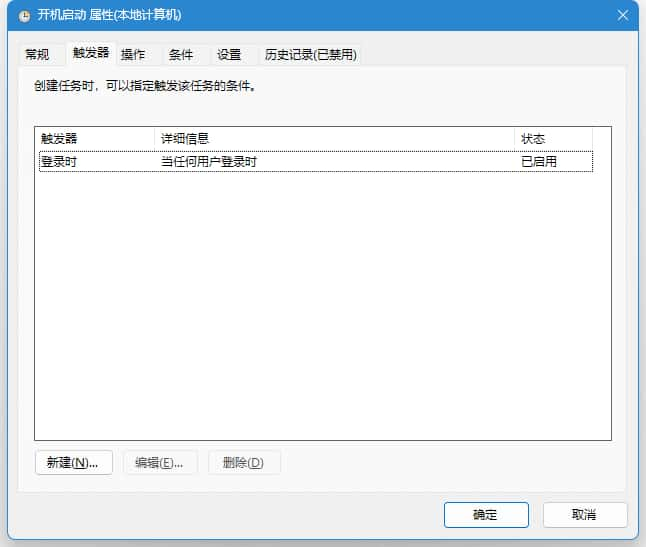 开机启动 属性(本地计算机)
常规 触发器 操作 条件 设置 历史记录(已禁用)
创建任务时，可以指定触发该任务的条件。
触发器 详细信息 状态
登录时 当任何用户登录时 已启用
新建(N)... 编辑(E)... 删除(D)
确定 取消